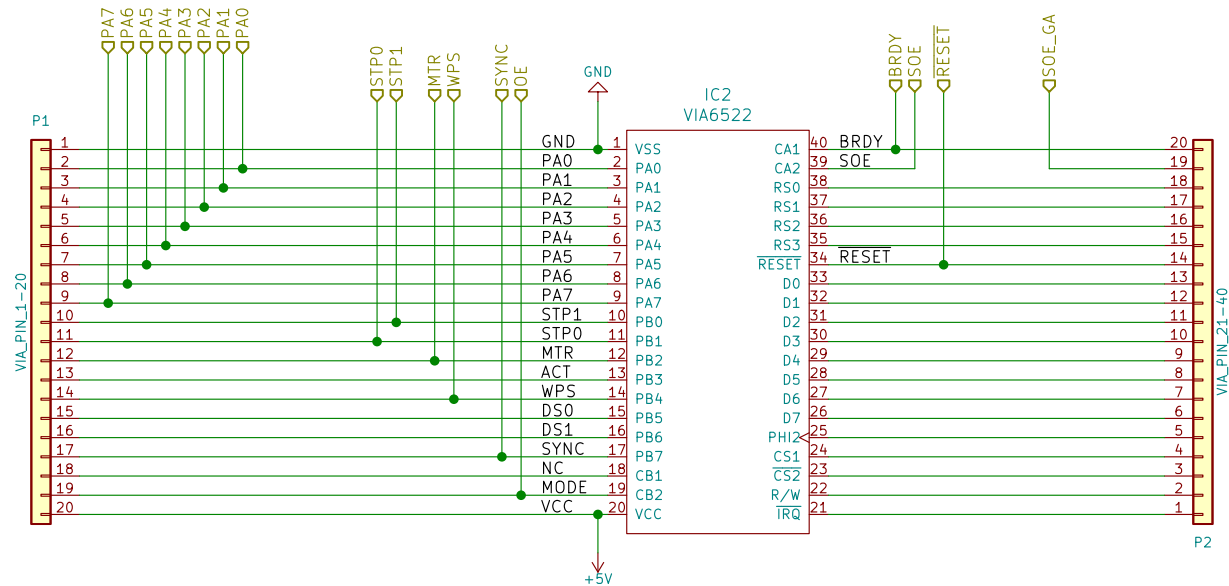 PA7 PA6 PA5 PA4 PA3 PA2 PA1 PA0
STP0 STP1 MTR WPS SYNC OE
BRDY SOE RESET SOE_GA
GND
IC2
VIA6522
P1
1 GND 1 VSS CA1 40 BRDY 20
2 PA0 2 PA0 CA2 39 SOE 19
3 PA1 3 PA1 RS0 38 18
4 PA2 4 PA2 RS1 37 17
5 PA3 5 PA3 RS2 36 16
6 PA4 6 PA4 RS3 35 15
7 PA5 7 PA5 RESET 34 RESET 14
8 PA6 8 PA6 D0 33 13
9 PA7 9 PA7 D1 32 12
10 STP1 10 PB0 D2 31 11
11 STP0 11 PB1 D3 30 10
12 MTR 12 PB2 D4 29 9
13 ACT 13 PB3 D5 28 8
14 WPS 14 PB4 D6 27 7
15 DS0 15 PB5 D7 26 6
16 DS1 16 PB6 PHI2 25 5
17 SYNC 17 PB7 CS1 24 4
18 NC 18 CB1 CS2 23 3
19 MODE 19 CB2 R/W 22 2
20 VCC 20 VCC IRQ 21 1
VIA_PIN_1-20
VIA_PIN_21-40
P2
+5V